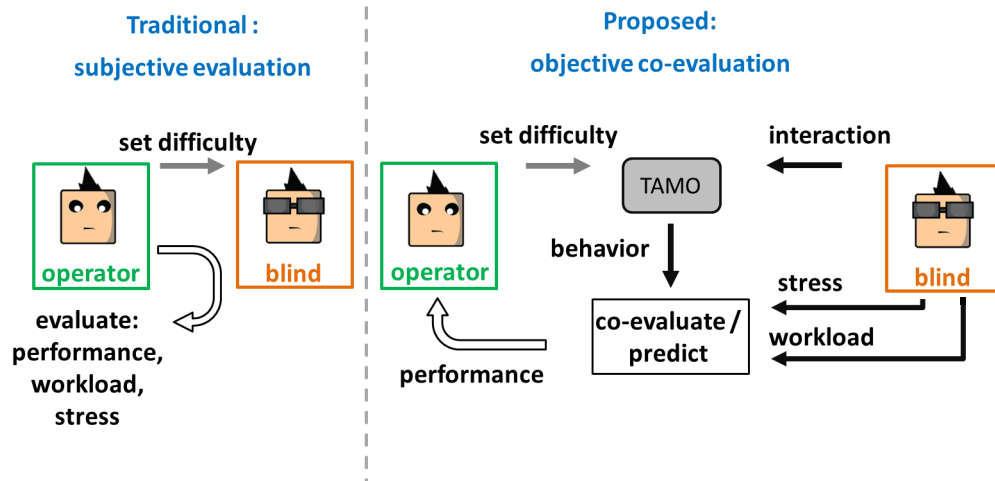 Traditional :
subjective evaluation
set difficulty
operator
blind
evaluate:
performance,
workload,
stress
Proposed:
objective co-evaluation
set difficulty
interaction
TAMO
operator
behavior
blind
stress
co-evaluate /
predict
workload
performance